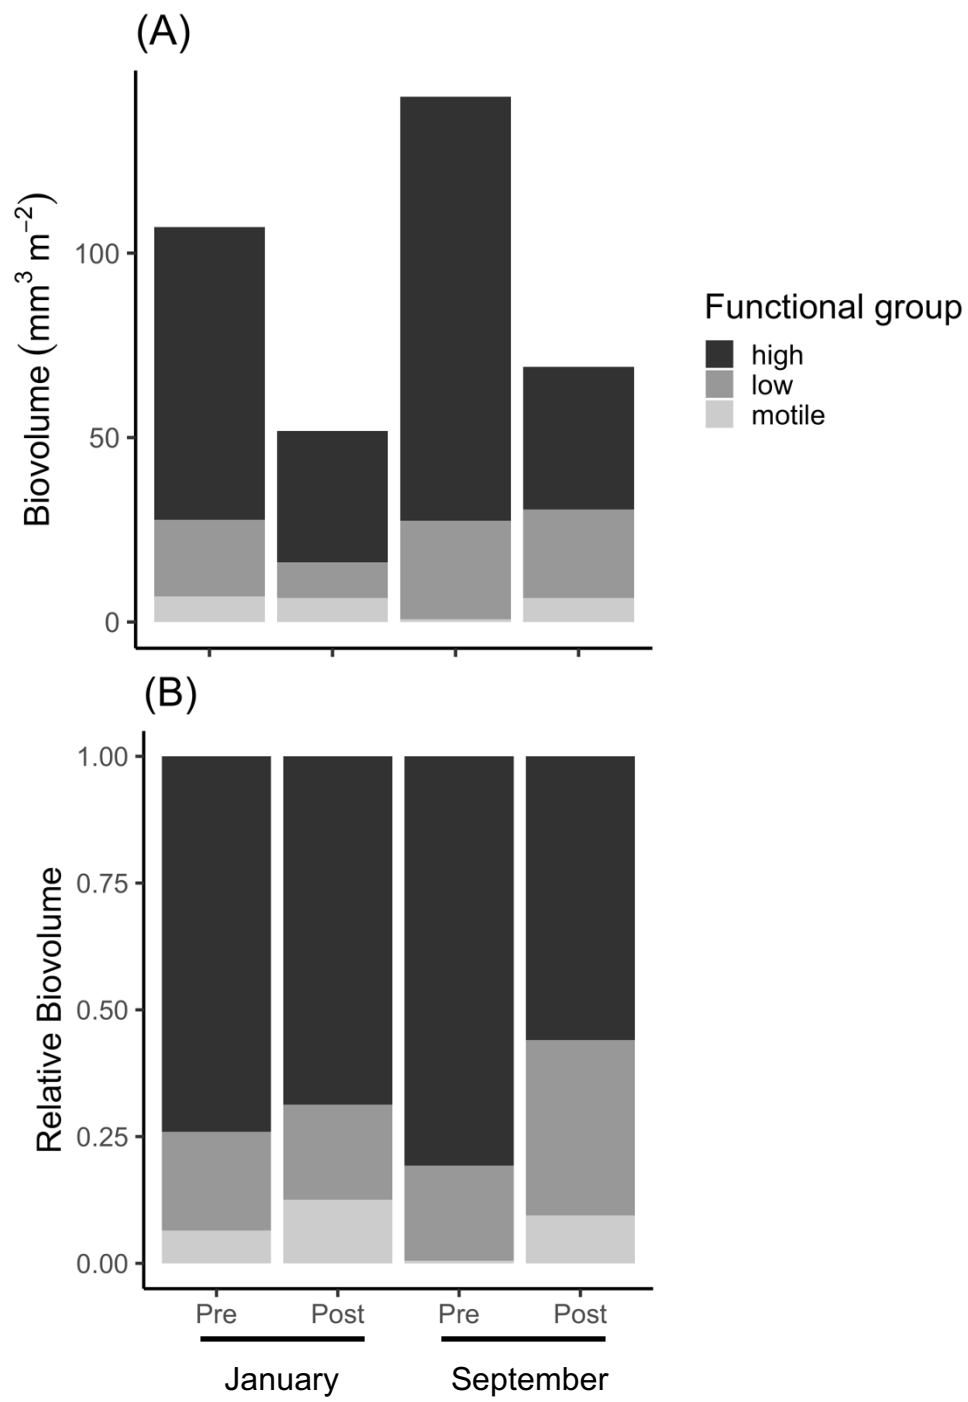 (A)
Biovolume (mm³ m⁻²)
100
50
0
Functional group
high
low
motile
(B)
Relative Biovolume
1.00
0.75
0.50
0.25
0.00
Pre Post Pre Post
January September